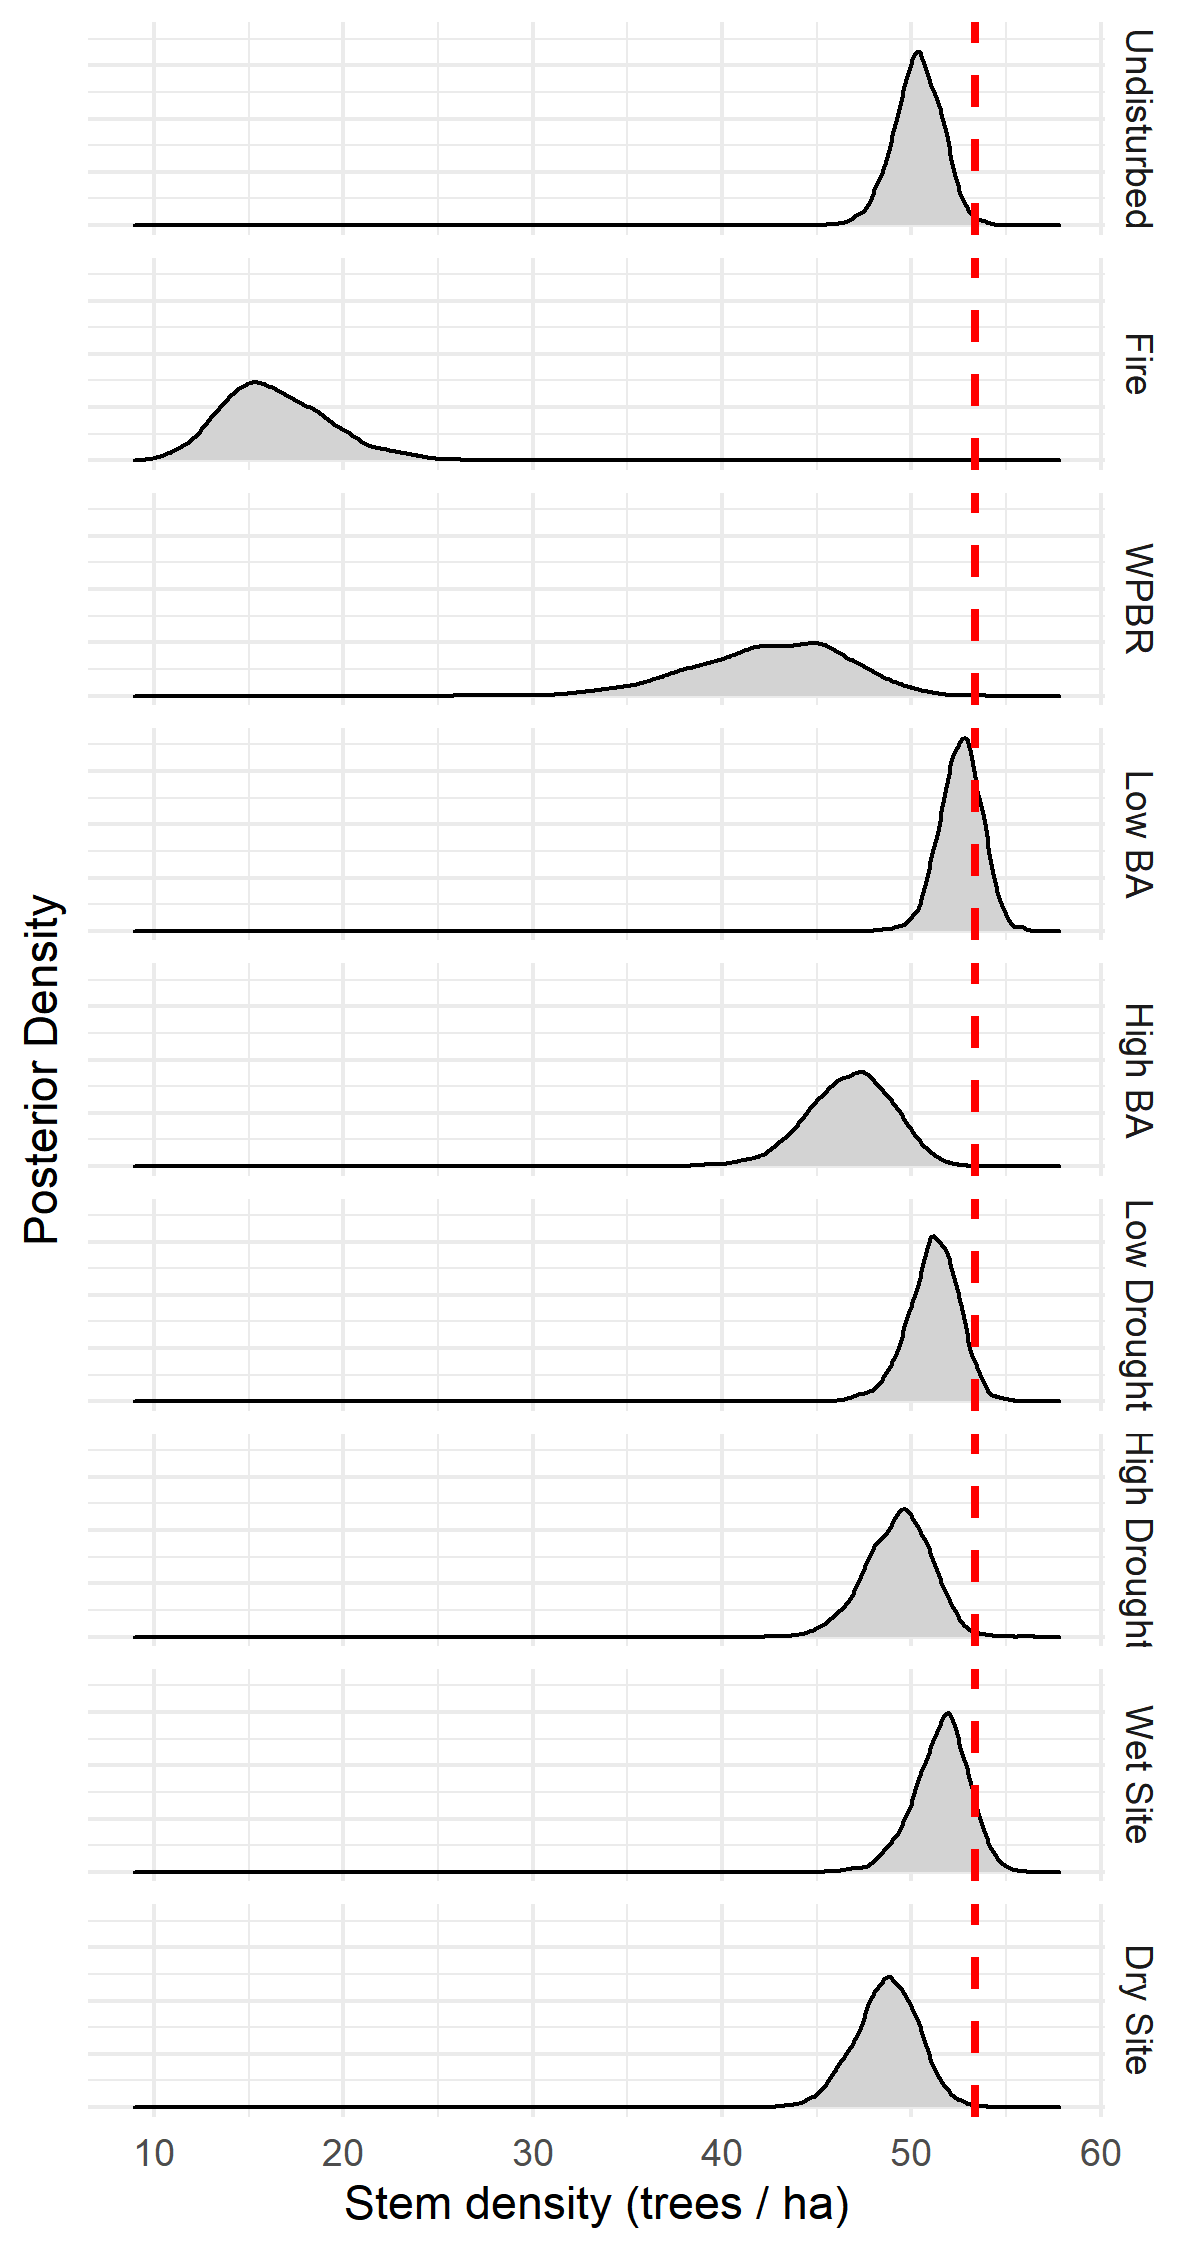 Undisturbed
Fire
WPBR
Low BA
High BA
Low Drought
High Drought
Wet Site
Dry Site
Posterior Density
10 20 30 40 50 60
Stem density (trees / ha)